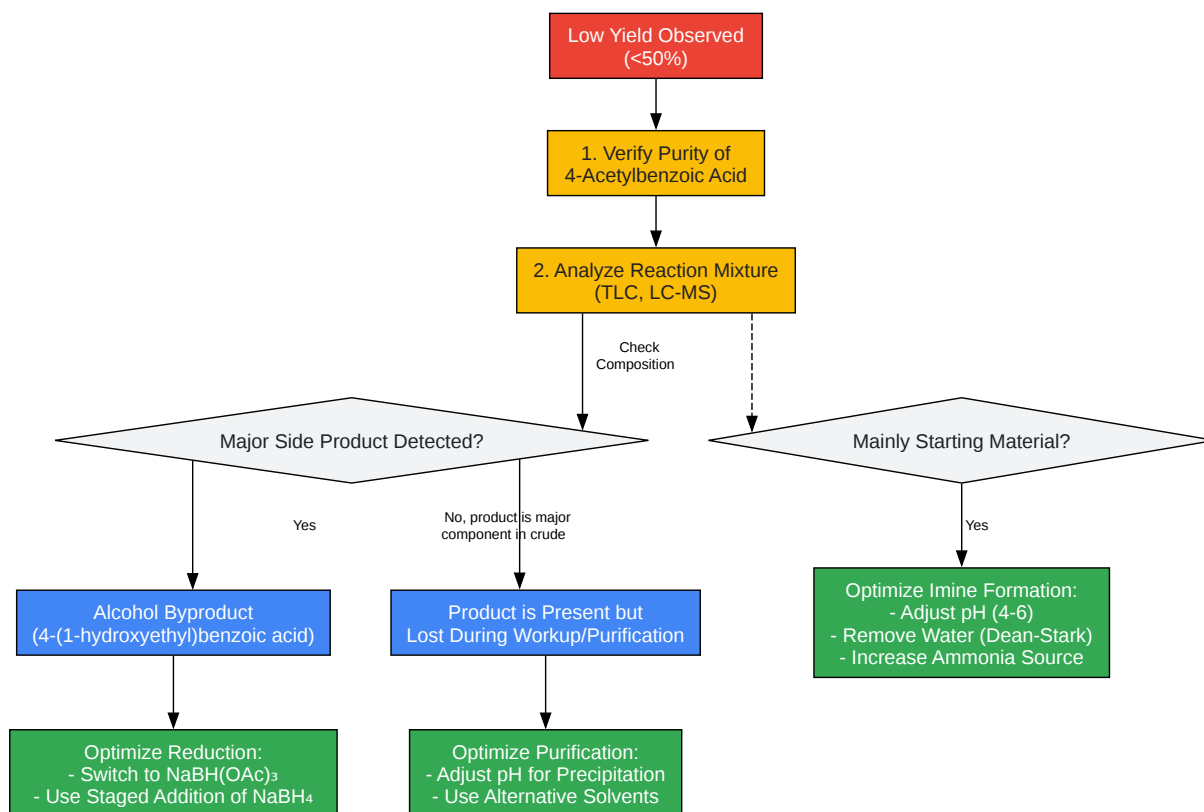 Low Yield Observed
(<50%)
1. Verify Purity of
4-Acetylbenzoic Acid
2. Analyze Reaction Mixture
(TLC, LC-MS)
Check
Composition
Major Side Product Detected?
Mainly Starting Material?
Yes
No, product is major
component in crude
Yes
Alcohol Byproduct
(4-(1-hydroxyethyl)benzoic acid)
Product is Present but
Lost During Workup/Purification
Optimize Imine Formation:
- Adjust pH (4-6)
- Remove Water (Dean-Stark)
- Increase Ammonia Source
Optimize Reduction:
- Switch to NaBH(OAc)₃
- Use Staged Addition of NaBH₄
Optimize Purification:
- Adjust pH for Precipitation
- Use Alternative Solvents